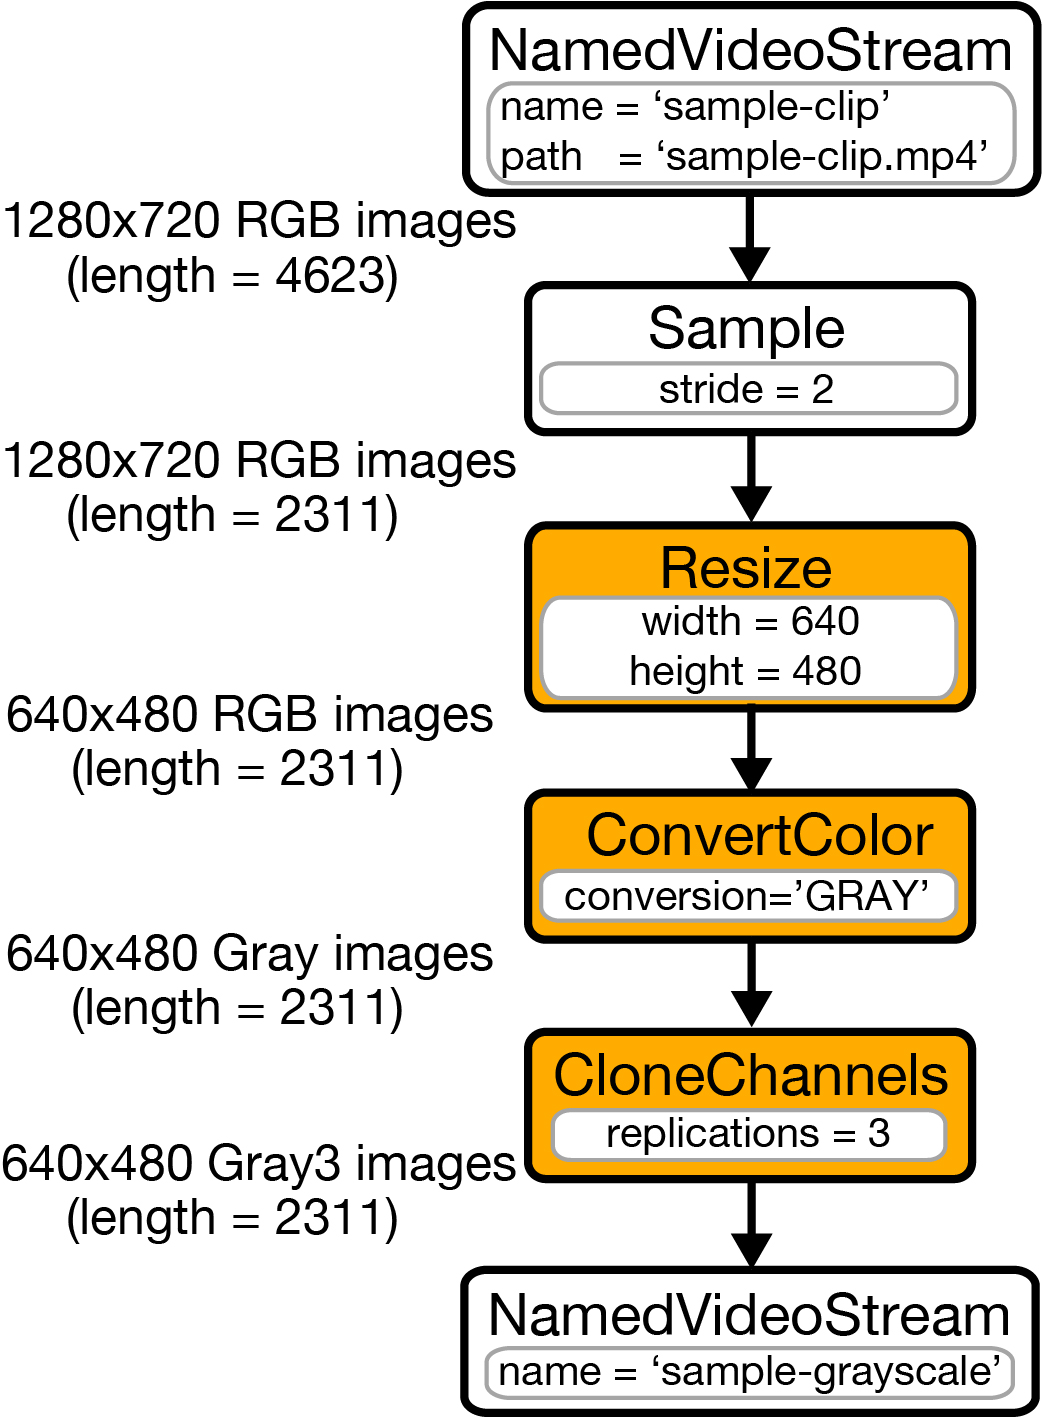 NamedVideoStream
name = ‘sample-clip’
path = ‘sample-clip.mp4’
1280x720 RGB images
(length = 4623)
Sample
stride = 2
1280x720 RGB images
(length = 2311)
Resize
width = 640
height = 480
640x480 RGB images
(length = 2311)
ConvertColor
conversion=’GRAY’
640x480 Gray images
(length = 2311)
CloneChannels
replications = 3
640x480 Gray3 images
(length = 2311)
NamedVideoStream
name = ‘sample-grayscale’